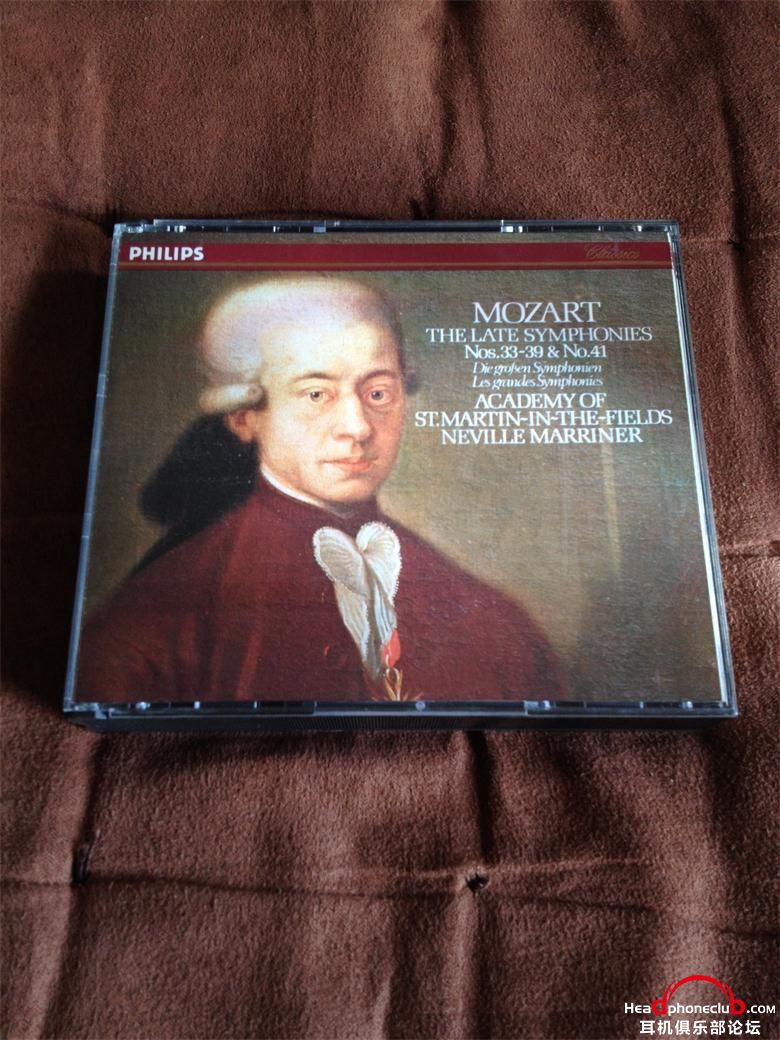 PHILIPS
Classics
MOZART
THE LATE SYMPHONIES
Nos.33-39 & No.41
Die großen Symphonien
Les grandes Symphonies
ACADEMY OF
ST.MARTIN-IN-THE-FIELDS
NEVILLE MARRINER
Headphoneclub.com
耳机俱乐部论坛